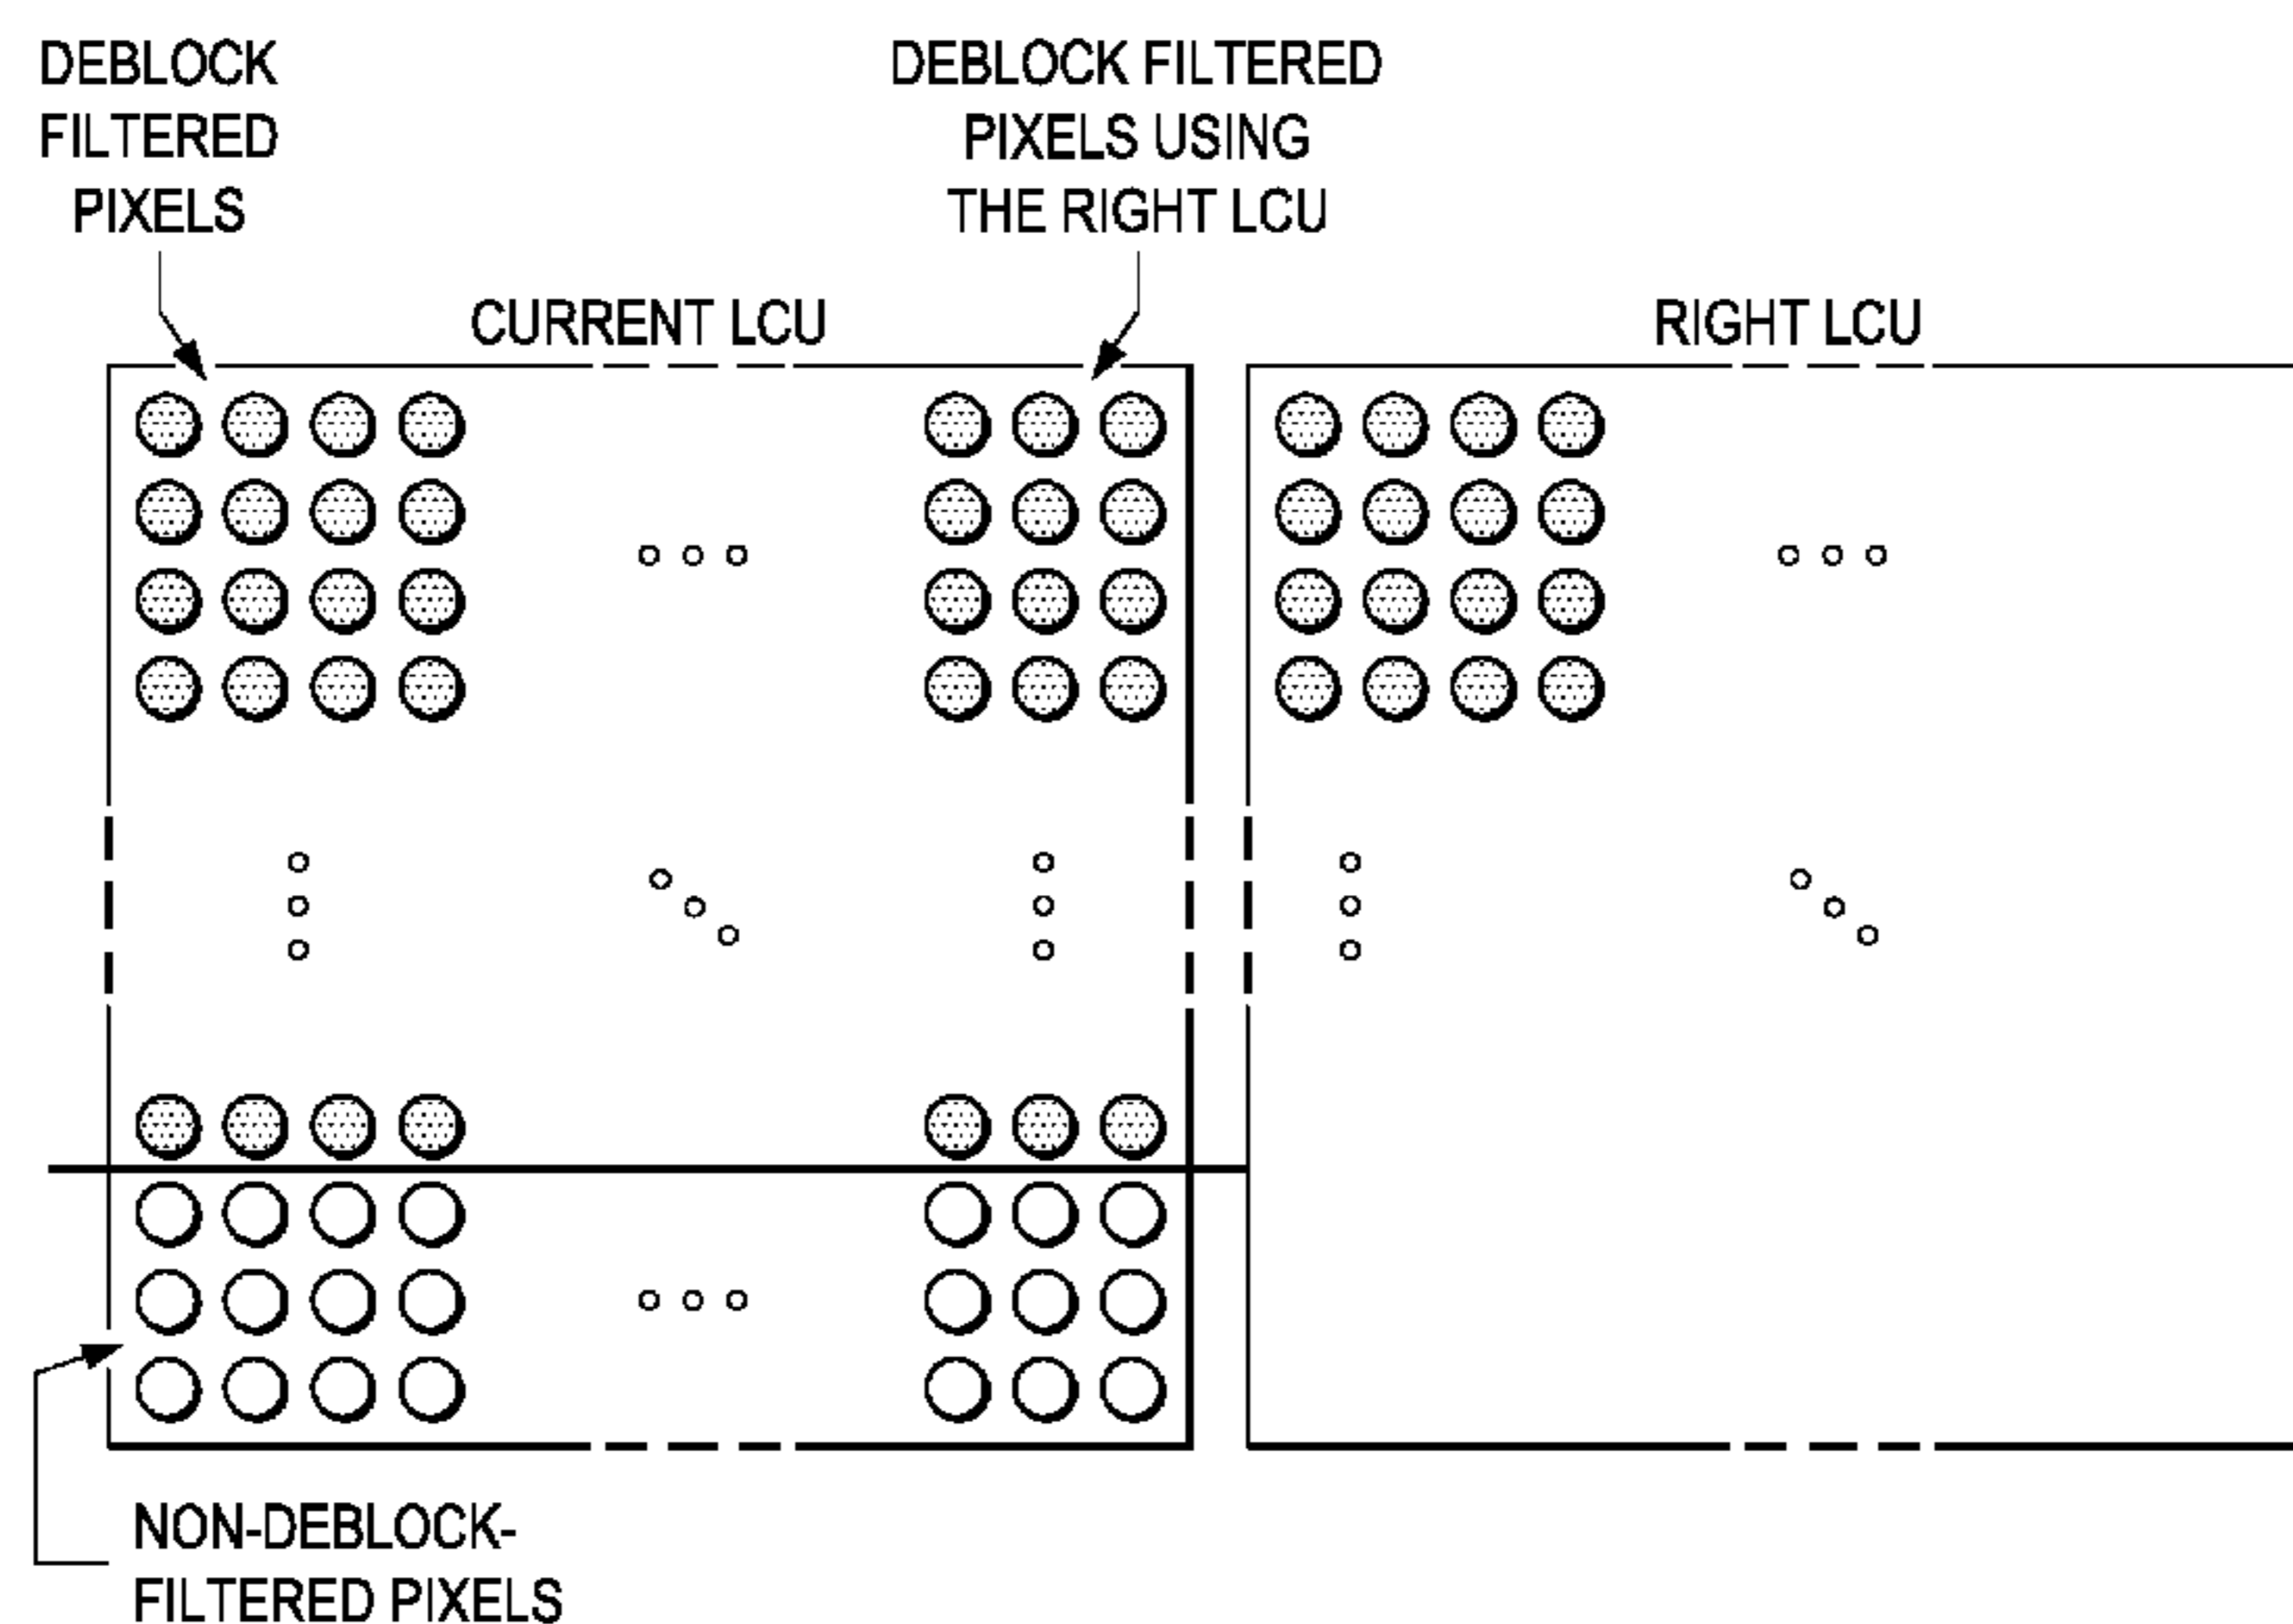 DEBLOCK
FILTERED
PIXELS
DEBLOCK FILTERED
PIXELS USING
THE RIGHT LCU
CURRENT LCU
RIGHT LCU
NON-DEBLOCK-
FILTERED PIXELS